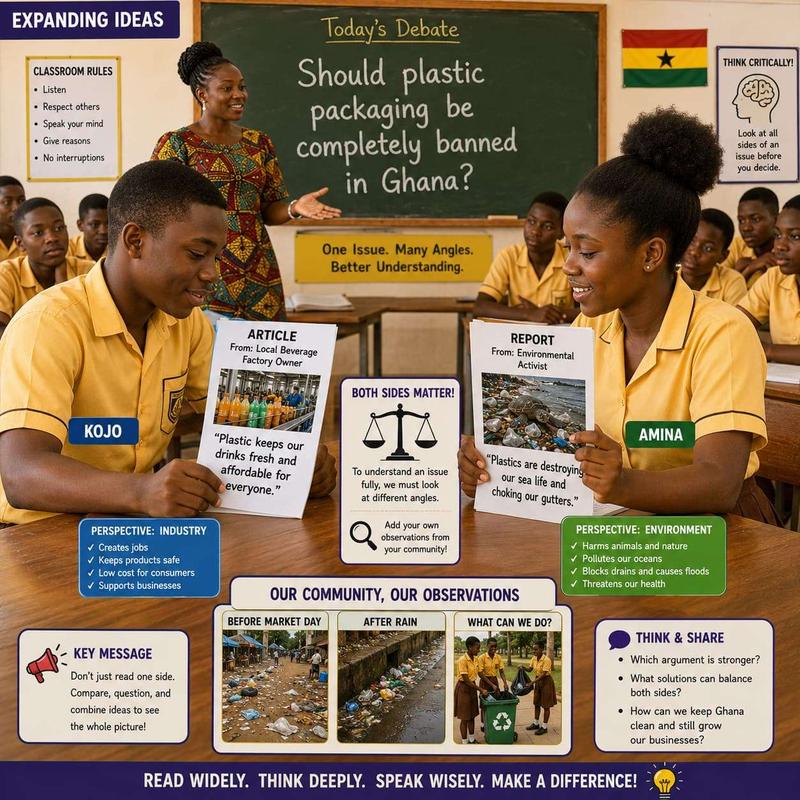 EXPANDING IDEAS
CLASSROOM RULES
• Listen
• Respect others
• Speak your mind
• Give reasons
• No interruptions
Today's Debate
Should plastic
packaging be
completely banned
in Ghana?
THINK CRITICALLY!
Look at all
sides of an
issue before
you decide.
One Issue. Many Angles.
Better Understanding.
ARTICLE
From: Local Beverage
Factory Owner
"Plastic keeps our
drinks fresh and
affordable for
everyone."
KOJO
BOTH SIDES MATTER!
To understand an issue
fully, we must look
at different angles.
Add your own
observations from
your community!
REPORT
From: Environmental
Activist
"Plastics are destroying
our sea life and
choking our gutters."
AMINA
PERSPECTIVE: INDUSTRY
✓ Creates jobs
✓ Keeps products safe
✓ Low cost for consumers
✓ Supports businesses
PERSPECTIVE: ENVIRONMENT
✓ Harms animals and nature
✓ Pollutes our oceans
✓ Blocks drains and causes floods
✓ Threatens our health
OUR COMMUNITY, OUR OBSERVATIONS
BEFORE MARKET DAY
AFTER RAIN
WHAT CAN WE DO?
KEY MESSAGE
Don't just read one side.
Compare, question, and
combine ideas to see
the whole picture!
THINK & SHARE
• Which argument is stronger?
• What solutions can balance
both sides?
• How can we keep Ghana
clean and still grow
our businesses?
READ WIDELY. THINK DEEPLY. SPEAK WISELY. MAKE A DIFFERENCE!